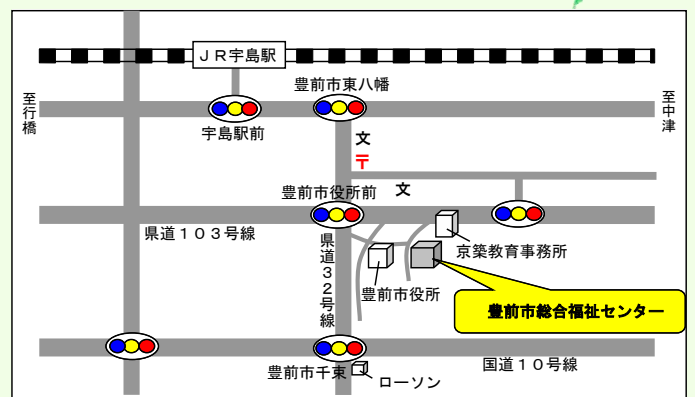 ＪＲ宇島駅
豊前市東八幡
至行橋
至中津
宇島駅前
文
〒
文
豊前市役所前
県道１０３号線
京築教育事務所
県道３２号線
豊前市役所
豊前市総合福祉センター
豊前市千束
ローソン
国道１０号線